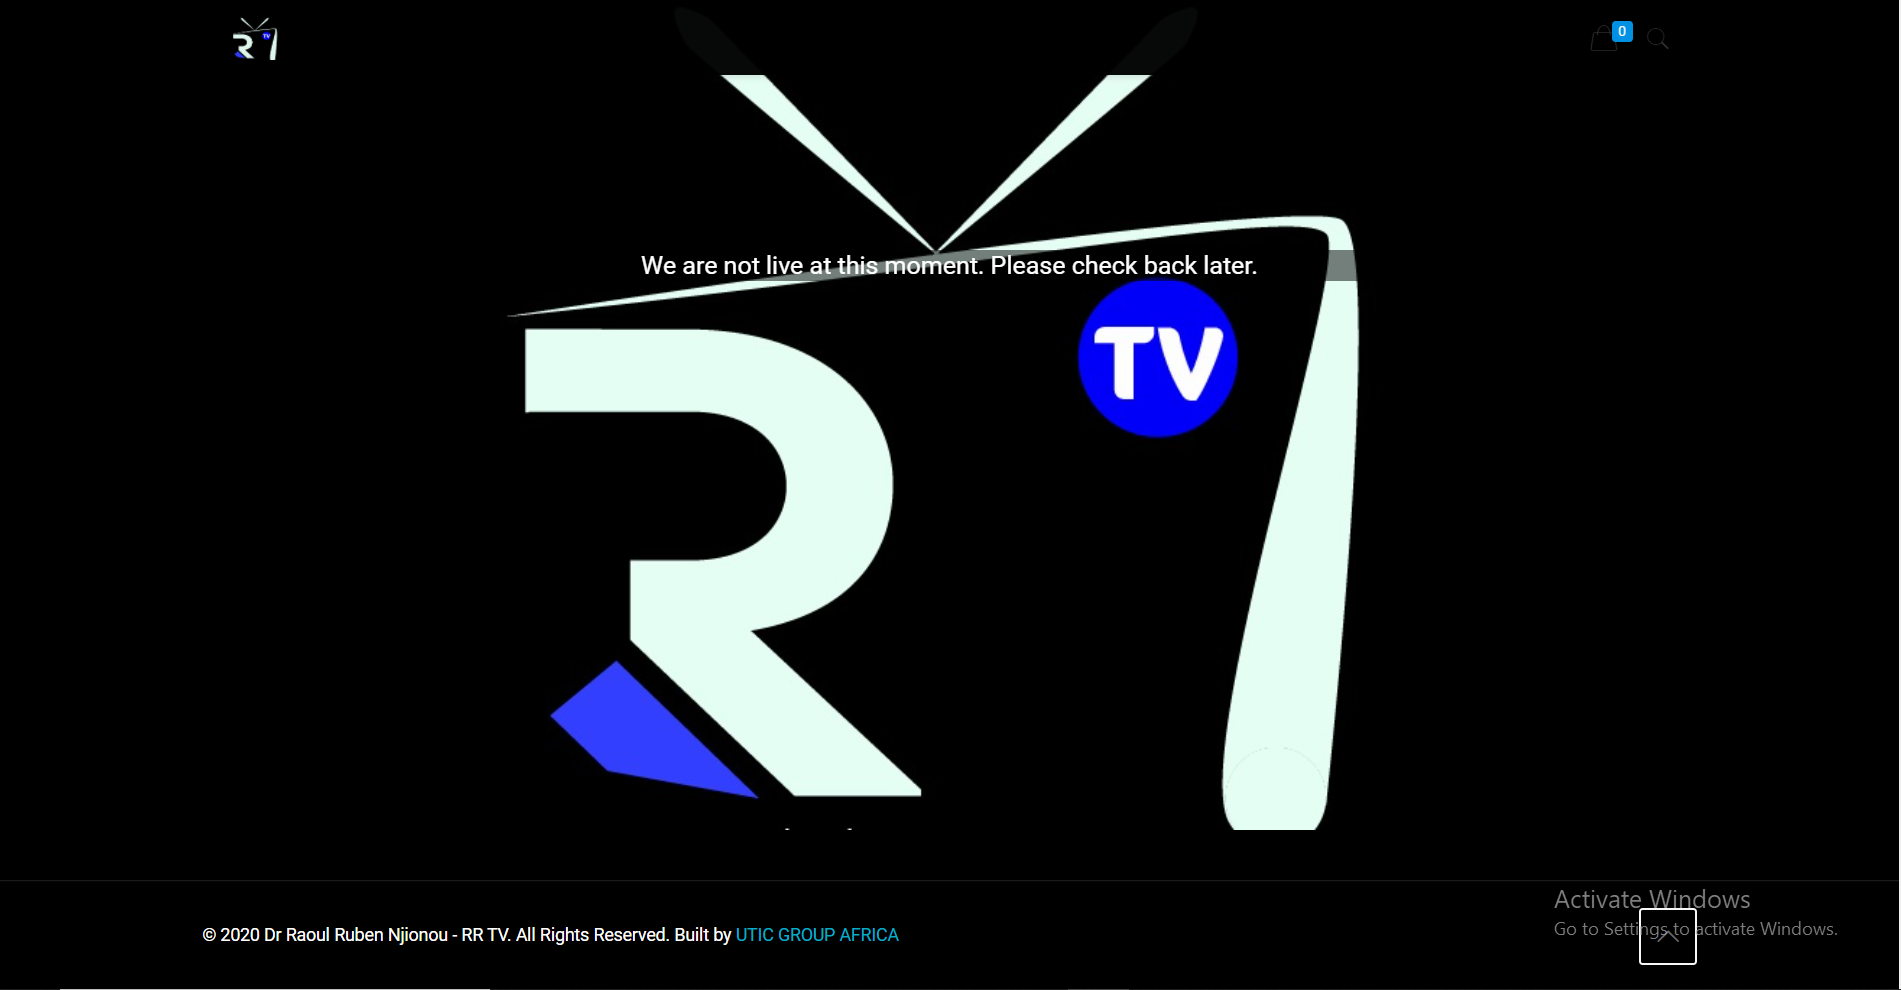 R TV
0
We are not live at this moment. Please check back later.
TV
R
© 2020 Dr Raoul Ruben Njionou - RR TV. All Rights Reserved. Built by UTIC GROUP AFRICA
Activate Windows
Go to Settings to activate Windows.